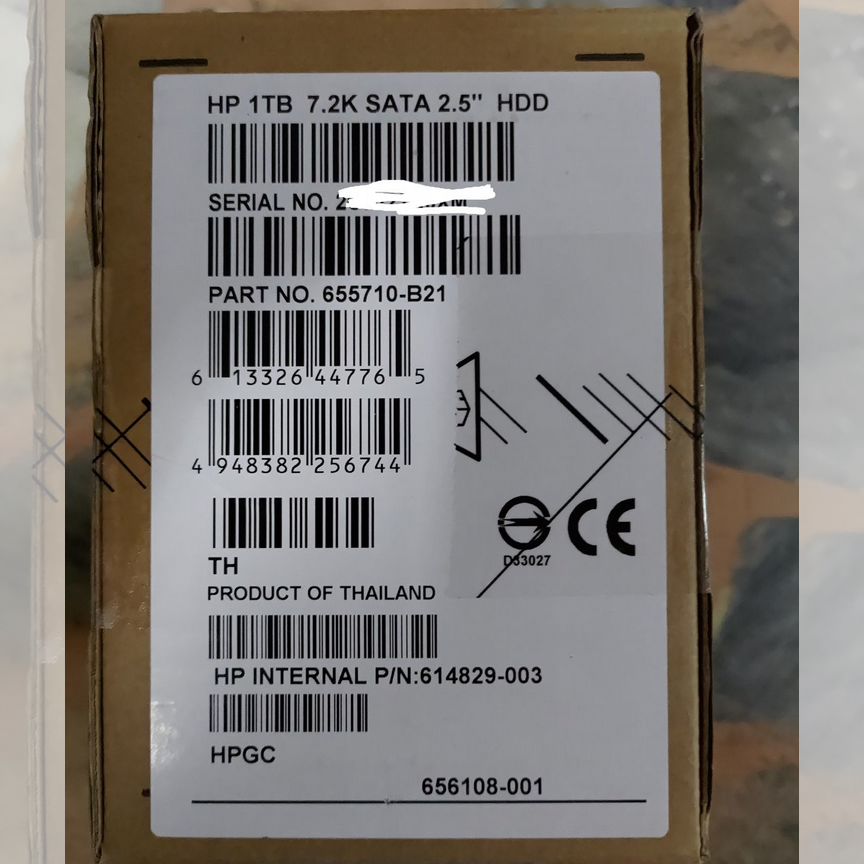 HP 1TB 7.2K SATA 2.5" HDD
SERIAL NO.
PART NO. 655710-B21
6 13326 44776 5
4 948382 256744
TH
PRODUCT OF THAILAND
D33027
CE
HP INTERNAL P/N:614829-003
HPGC
656108-001